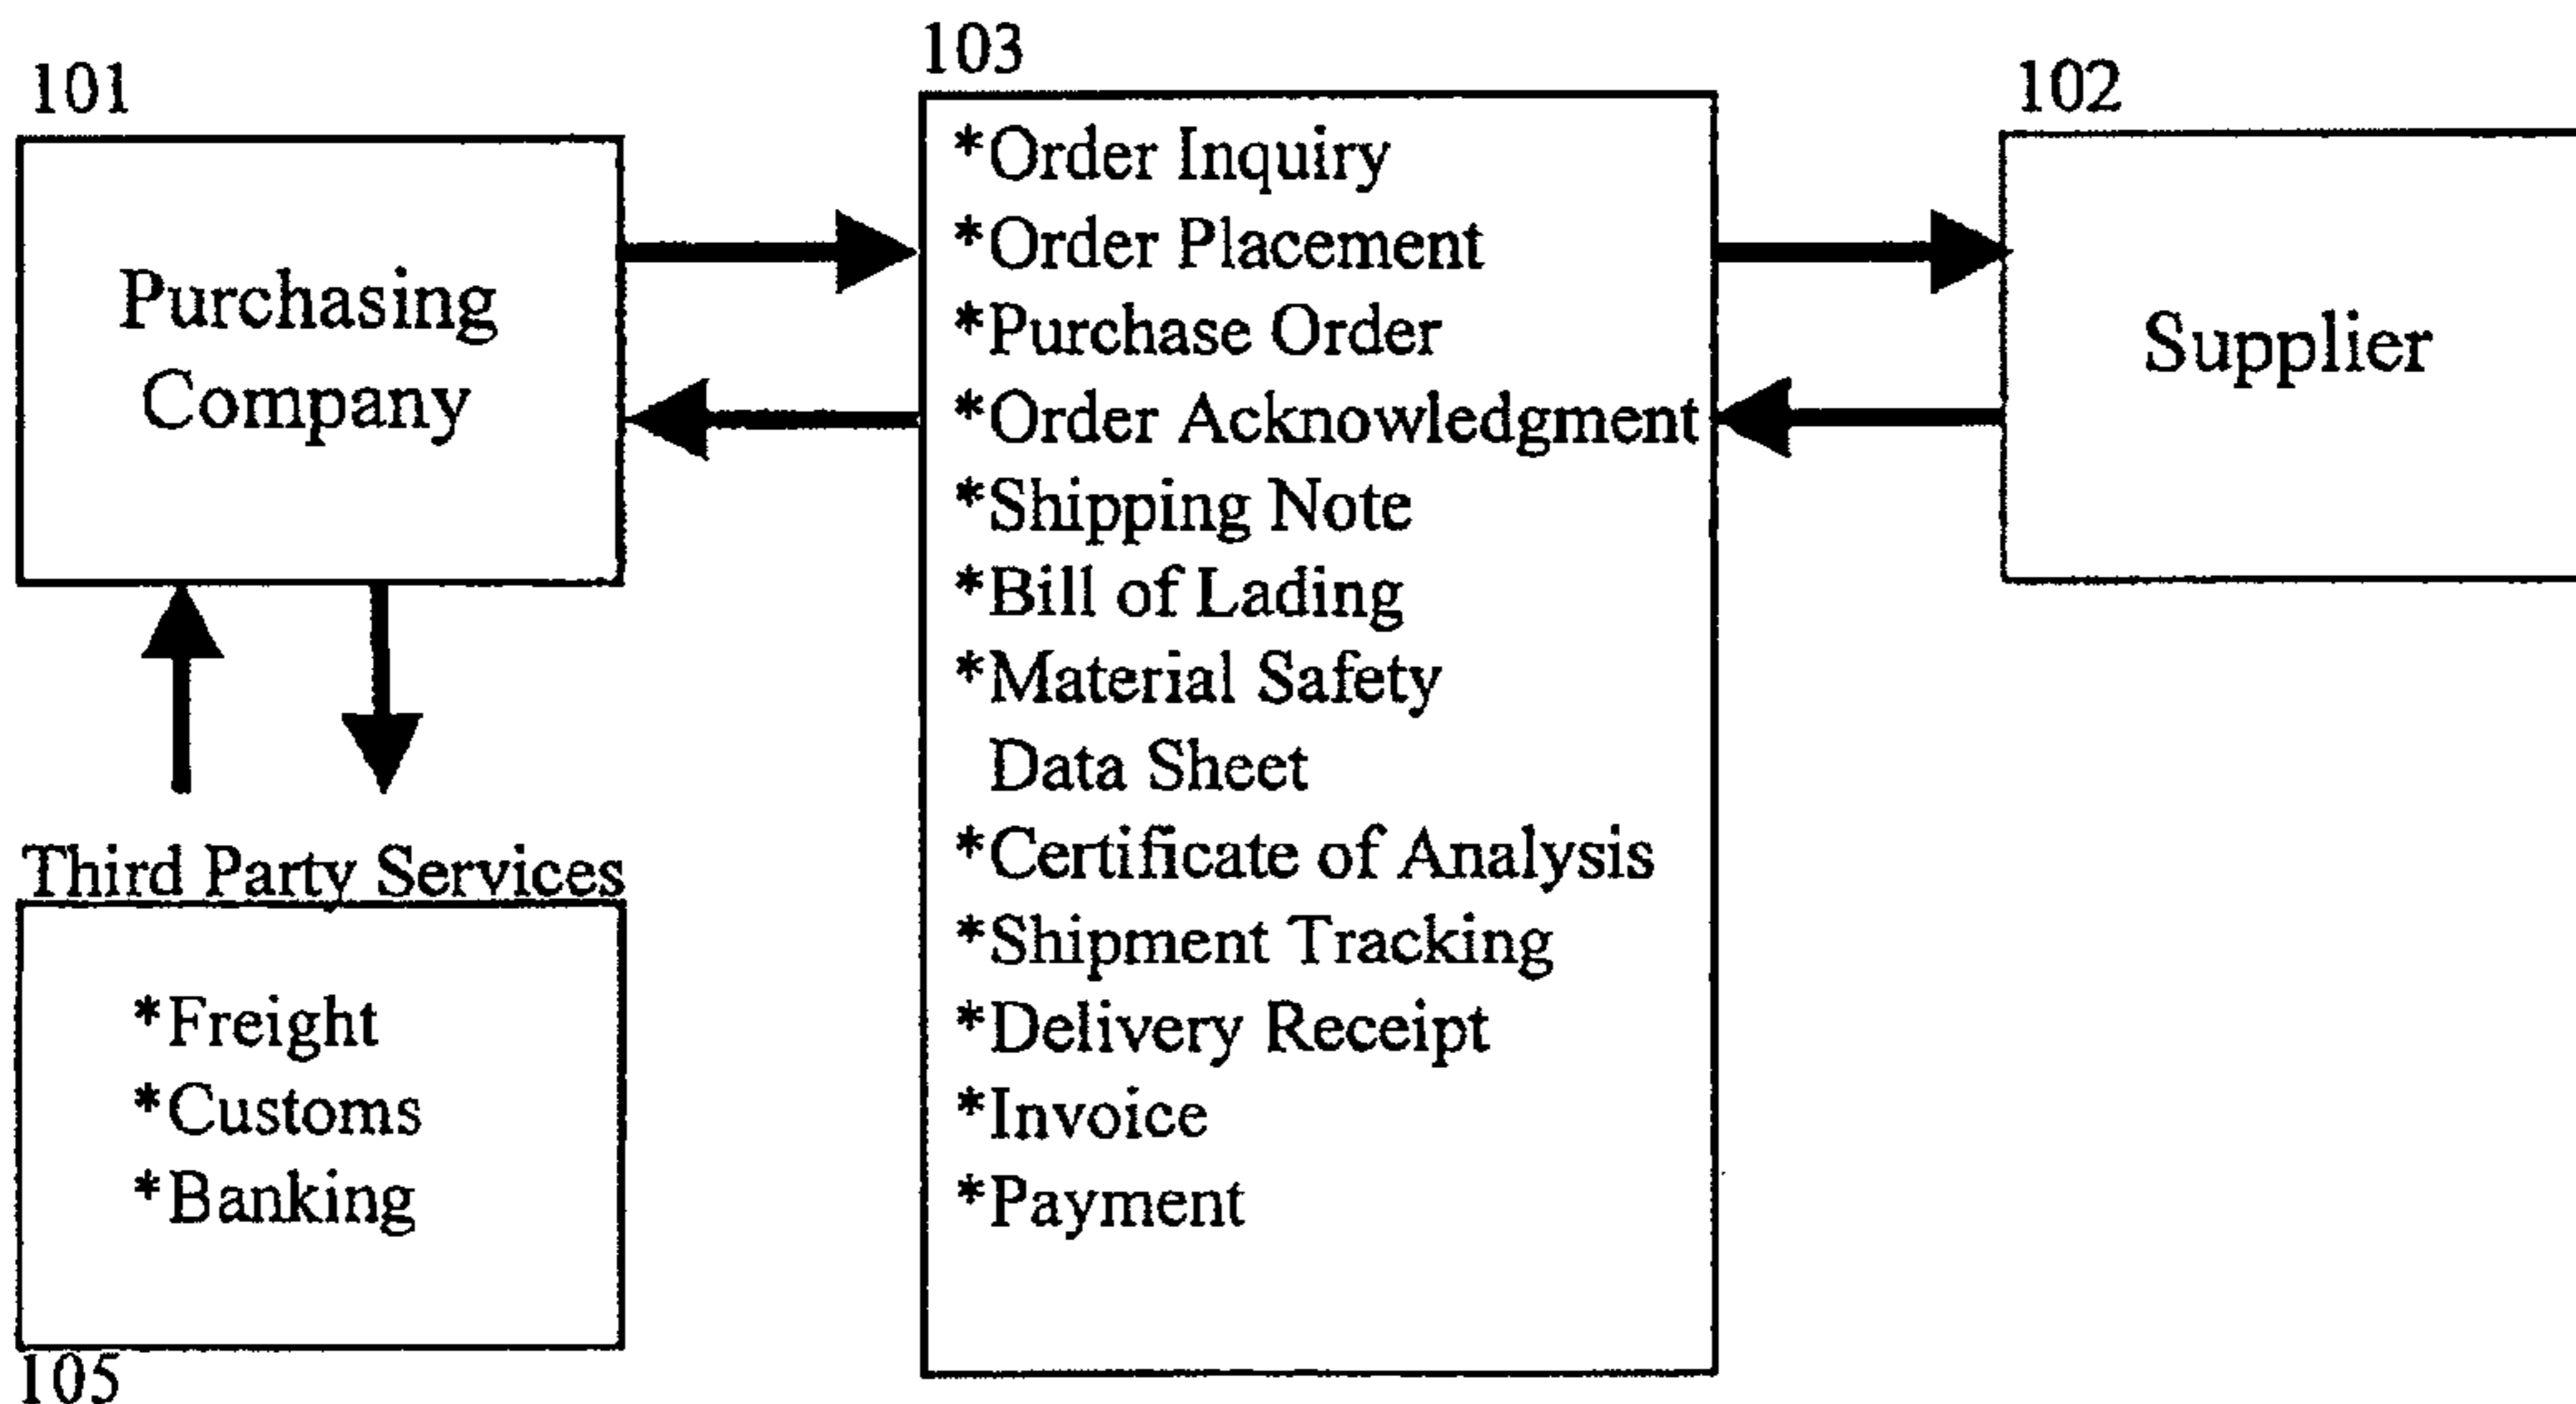 101
Purchasing
Company
103
*Order Inquiry
*Order Placement
*Purchase Order
*Order Acknowledgment
*Shipping Note
*Bill of Lading
*Material Safety
Data Sheet
*Certificate of Analysis
*Shipment Tracking
*Delivery Receipt
*Invoice
*Payment
102
Supplier
Third Party Services
*Freight
*Customs
*Banking
105